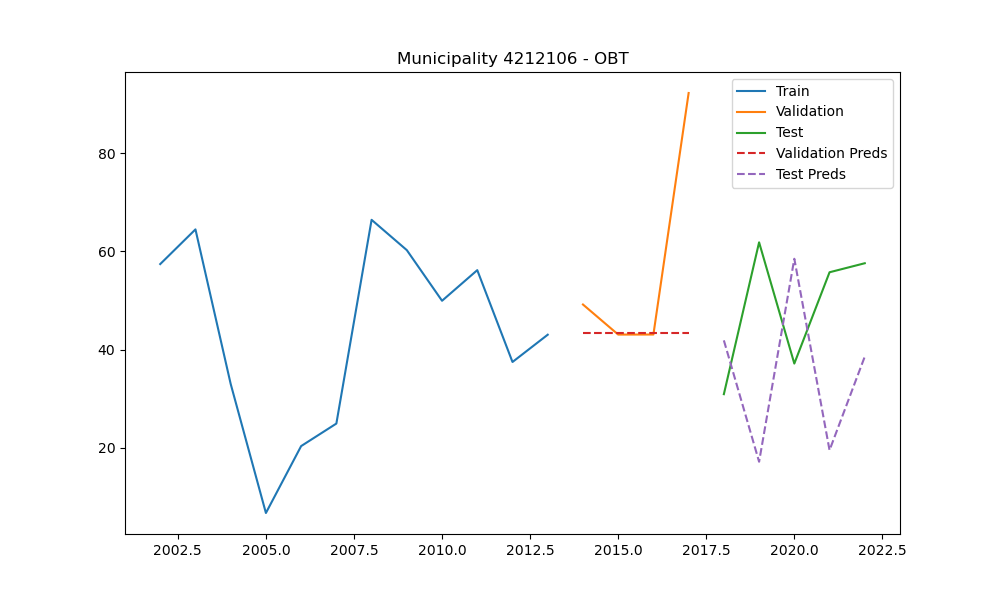 Municipality 4212106 - OBT
Train
Validation
Test
Validation Preds
Test Preds
80
60
40
20
2002.5 2005.0 2007.5 2010.0 2012.5 2015.0 2017.5 2020.0 2022.5